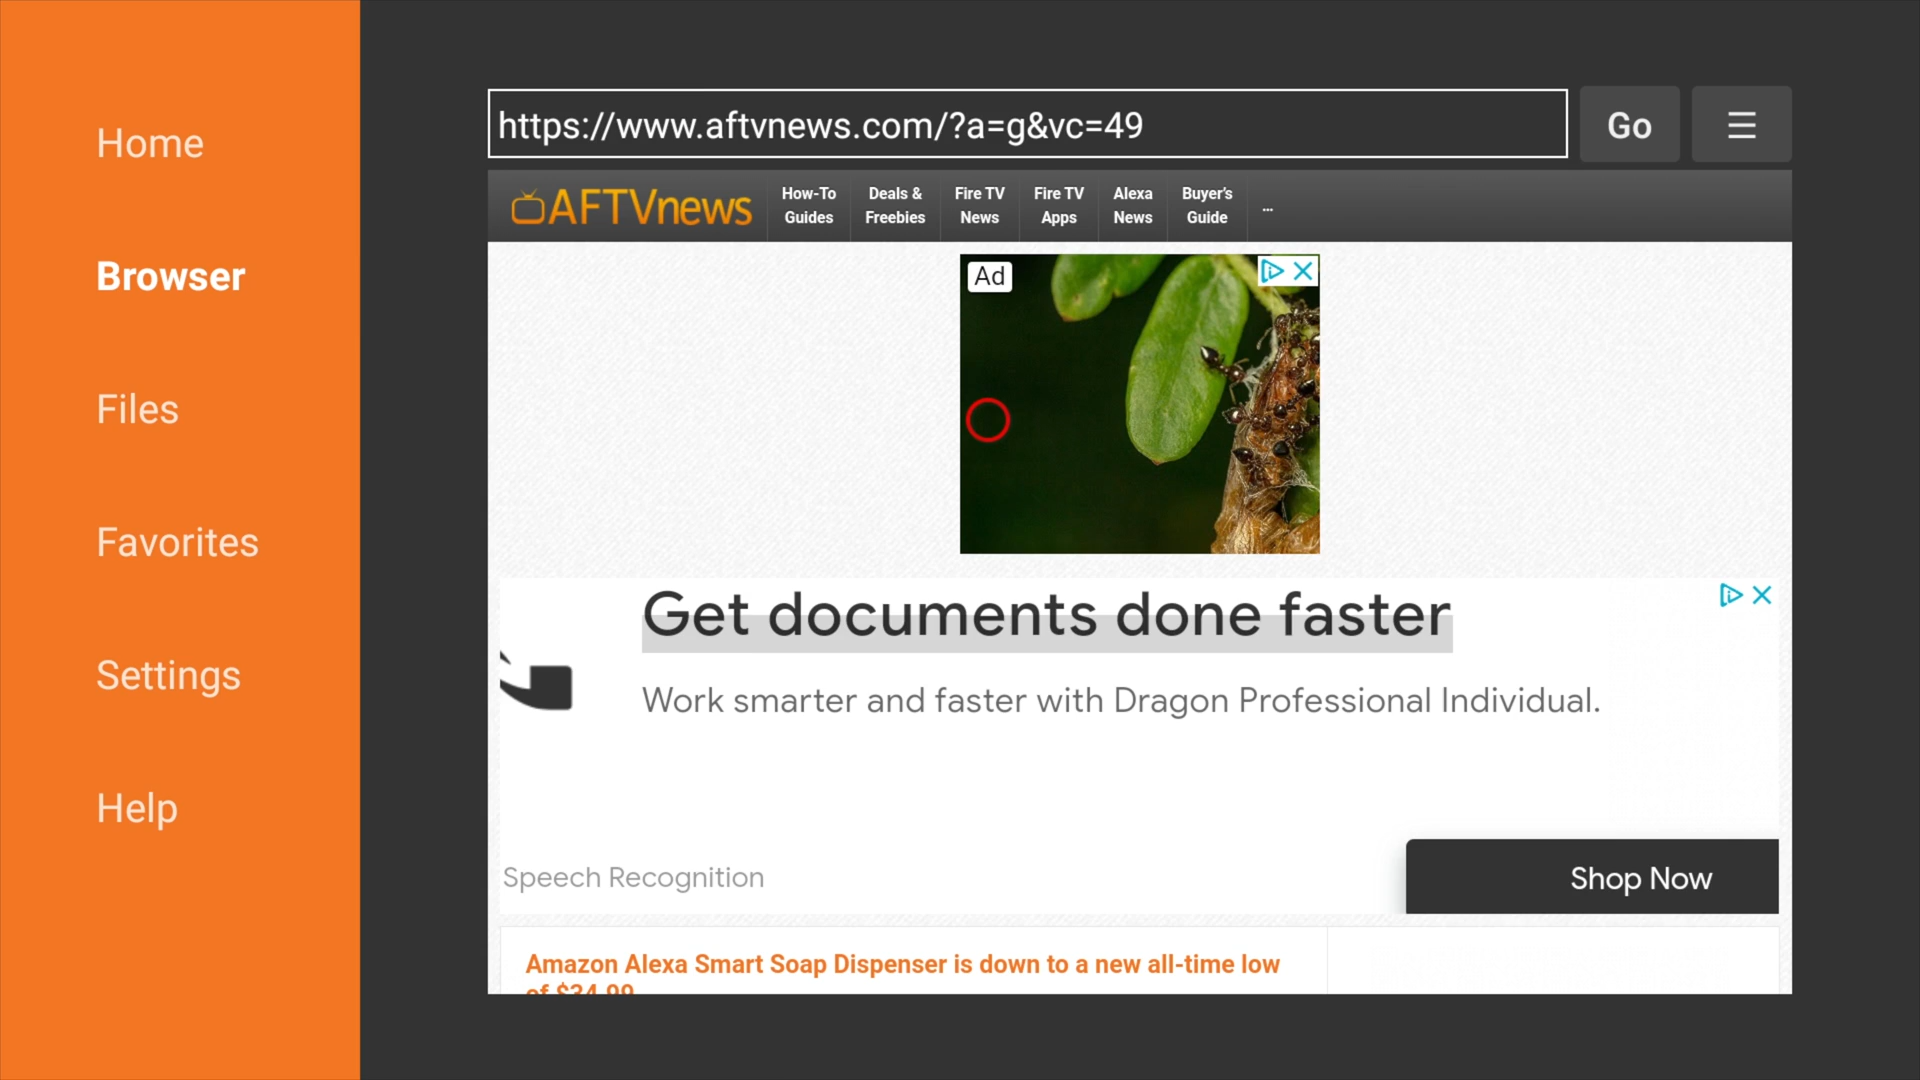 Home
Browser
Files
Favorites
Settings
Help
https://www.aftvnews.com/?a=g&vc=49
Go
AFTVnews
How-To
Guides
Deals &
Freebies
Fire TV
News
Fire TV
Apps
Alexa
News
Buyer's
Guide
...
Ad
Get documents done faster
Work smarter and faster with Dragon Professional Individual.
Speech Recognition
Shop Now
Amazon Alexa Smart Soap Dispenser is down to a new all-time low
of $34.99